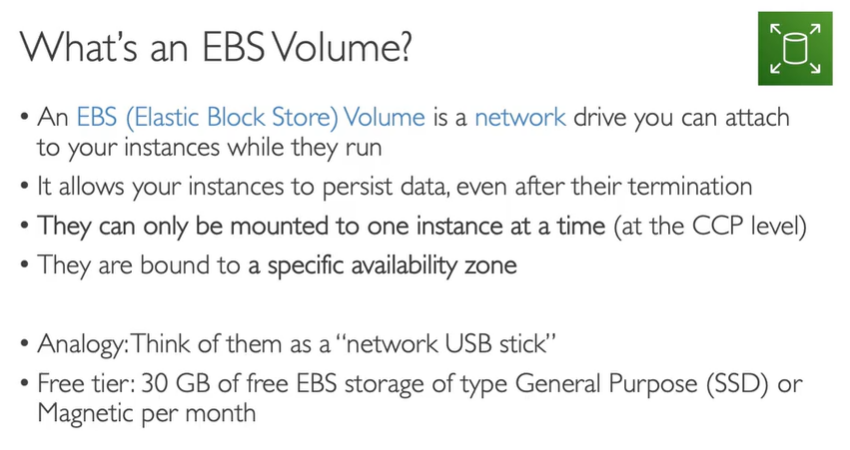 What's an EBS Volume?
• An EBS (Elastic Block Store) Volume is a network drive you can attach
to your instances while they run
• It allows your instances to persist data, even after their termination
• They can only be mounted to one instance at a time (at the CCP level)
• They are bound to a specific availability zone
• Analogy: Think of them as a “network USB stick”
• Free tier: 30 GB of free EBS storage of type General Purpose (SSD) or
Magnetic per month